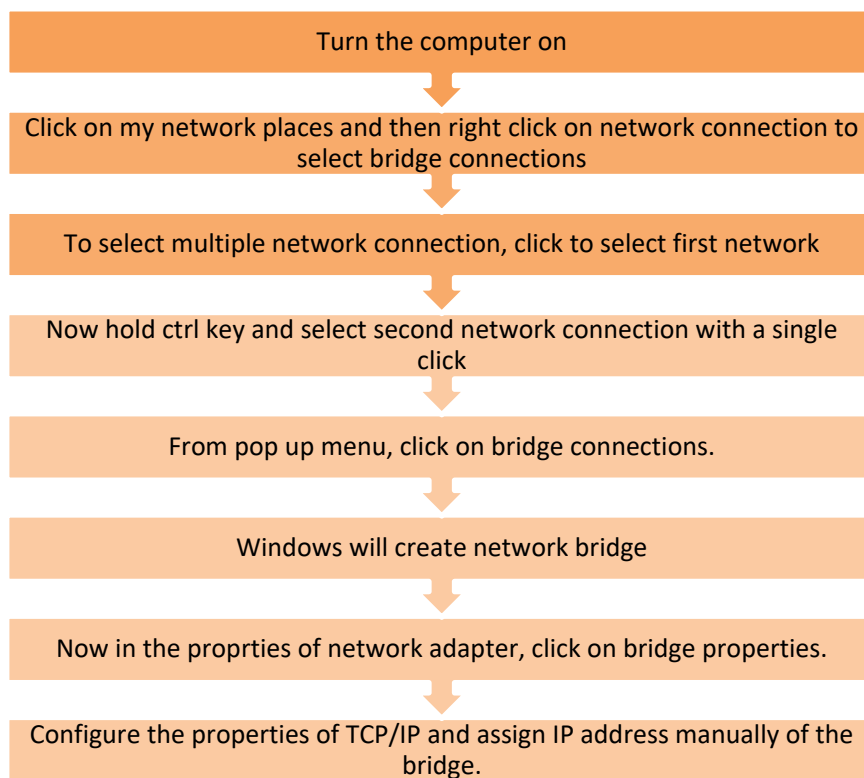 Turn the computer on
Click on my network places and then right click on network connection to
select bridge connections
To select multiple network connection, click to select first network
Now hold ctrl key and select second network connection with a single
click
From pop up menu, click on bridge connections.
Windows will create network bridge
Now in the proprties of network adapter, click on bridge properties.
Configure the properties of TCP/IP and assign IP address manually of the
bridge.